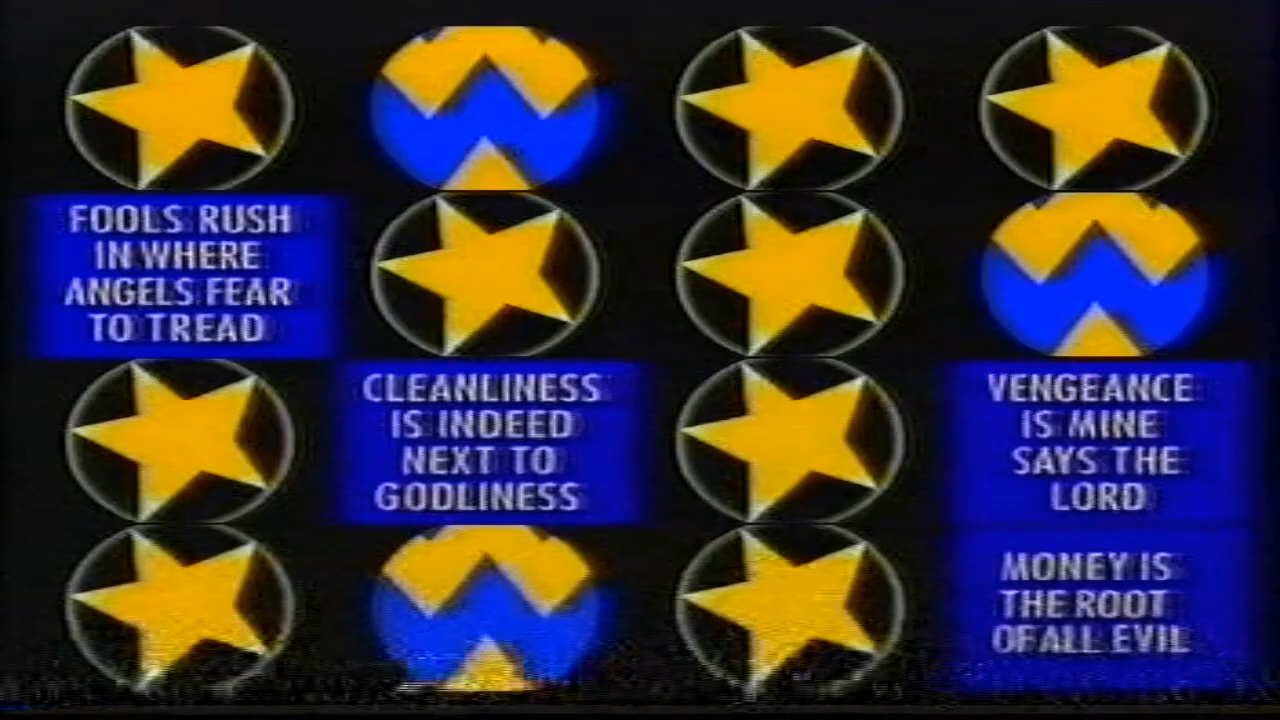 FOOLS RUSH
IN WHERE
ANGELS FEAR
TO TREAD
CLEANLINESS
IS INDEED
NEXT TO
GODLINESS
VENGEANCE
IS MINE
SAYS THE
LORD
MONEY IS
THE ROOT
OF ALL EVIL